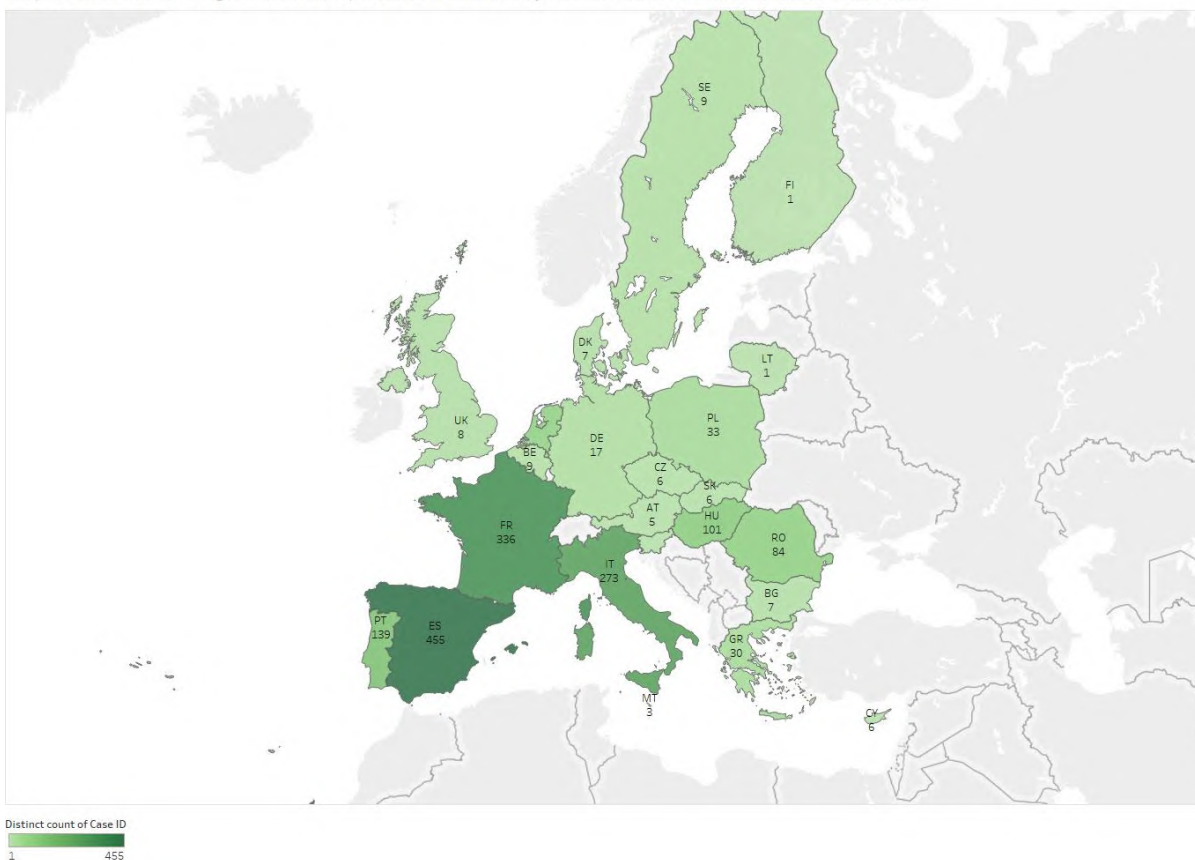 SE
9
FI
1
DK
7
LT
1
UK
8
PL
33
DE
17
BE
9
CZ
6
SK
6
AT
5
HU
101
FR
336
RO
84
IT
273
BG
7
PT
139
ES
455
GR
30
MT
3
CY
6
Distinct count of Case ID
1 455